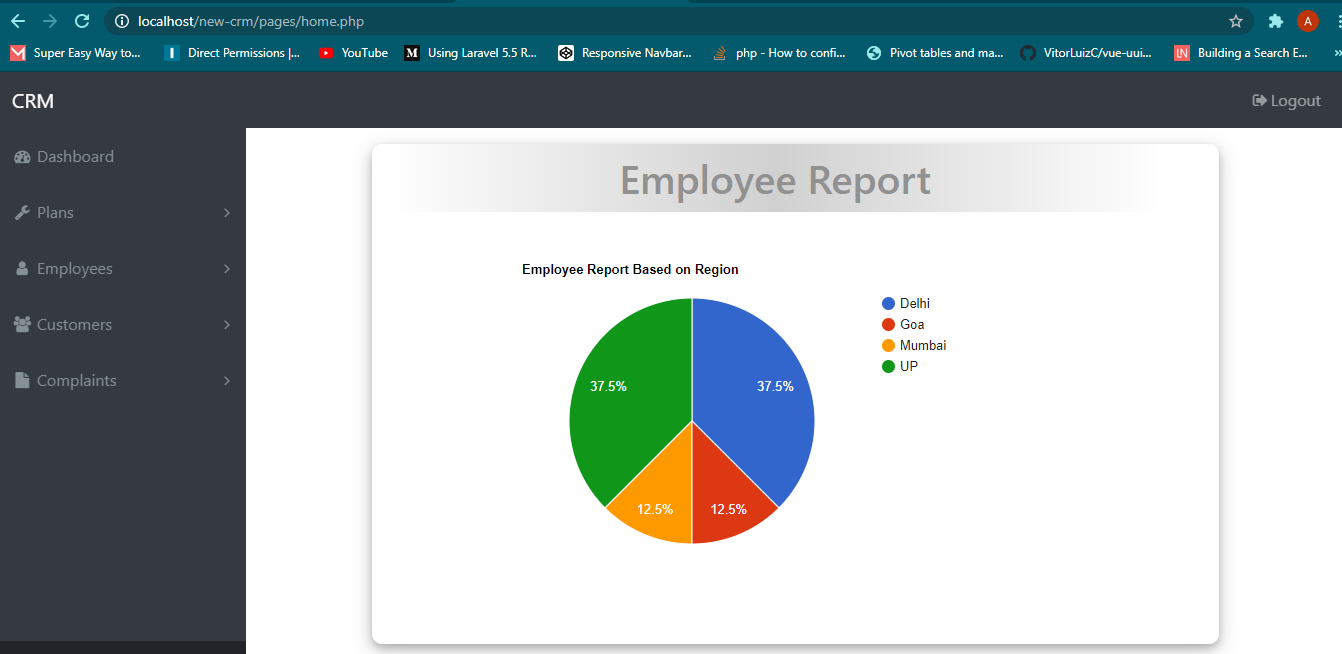 localhost/new-crm/pages/home.php
A
Super Easy Way to...
Direct Permissions |...
YouTube
M Using Laravel 5.5 R...
Responsive Navbar...
php - How to confi...
Pivot tables and ma...
VitorLuizC/vue-uui...
IN Building a Search E...
»
CRM
Logout
Dashboard
Plans
Employees
Customers
Complaints
Employee Report
Employee Report Based on Region
Delhi
Goa
Mumbai
UP
37.5%
37.5%
12.5%
12.5%